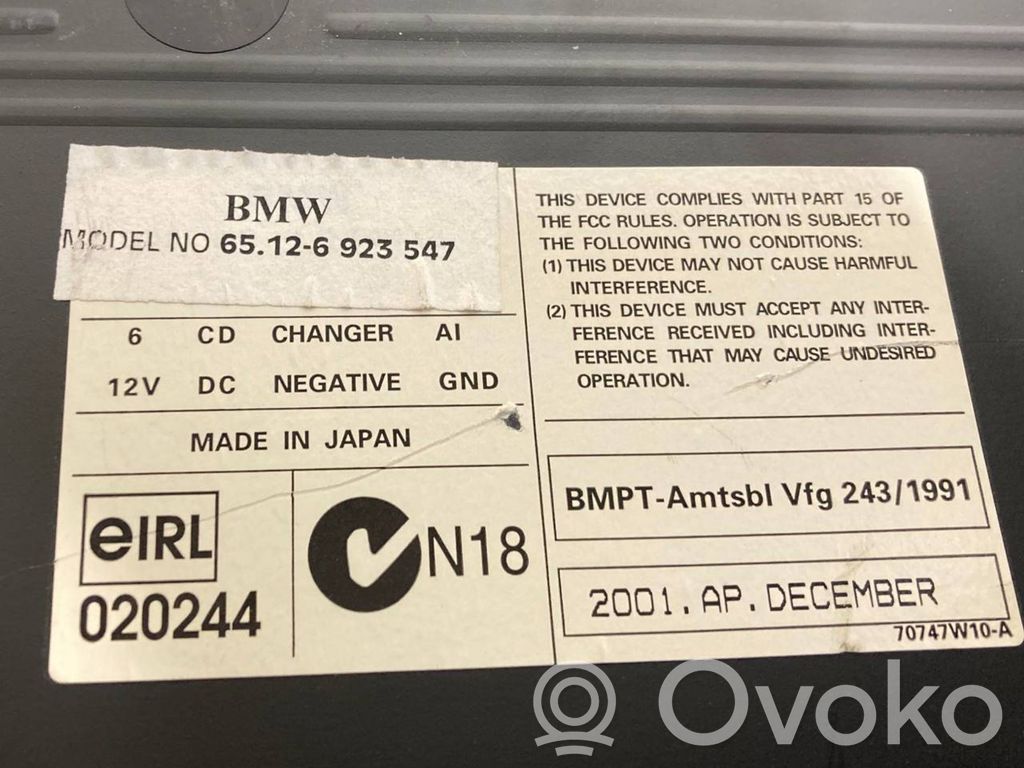 BMW
MODEL NO 65.12-6 923 547
6 CD CHANGER AI
12V DC NEGATIVE GND
MADE IN JAPAN
eIRL
020244
N18
THIS DEVICE COMPLIES WITH PART 15 OF
THE FCC RULES. OPERATION IS SUBJECT TO
THE FOLLOWING TWO CONDITIONS:
(1) THIS DEVICE MAY NOT CAUSE HARMFUL
INTERFERENCE.
(2) THIS DEVICE MUST ACCEPT ANY INTER-
FERENCE RECEIVED INCLUDING INTER-
FERENCE THAT MAY CAUSE UNDESIRED
OPERATION.
BMPT-Amtsbl Vfg 243/1991
2001.AP.DECEMBER
70747W10-A
Ovoko